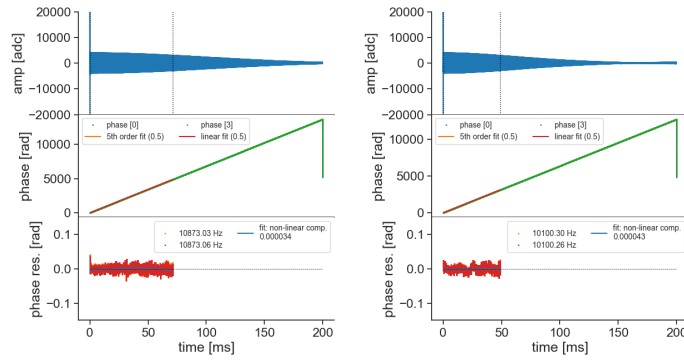 20000
10000
0
−10000
−20000
amp [adc]
phase [0]
phase [3]
5th order fit (0.5)
linear fit (0.5)
10000
5000
0
phase [rad]
10873.03 Hz
10873.06 Hz
fit: non-linear comp.
0.000034
0.1
0.0
−0.1
phase res. [rad]
0
50
100
150
200
time [ms]
20000
10000
0
−10000
−20000
amp [adc]
phase [0]
phase [3]
5th order fit (0.5)
linear fit (0.5)
10000
5000
0
phase [rad]
10100.30 Hz
10100.26 Hz
fit: non-linear comp.
0.000043
0.1
0.0
−0.1
phase res. [rad]
0
50
100
150
200
time [ms]